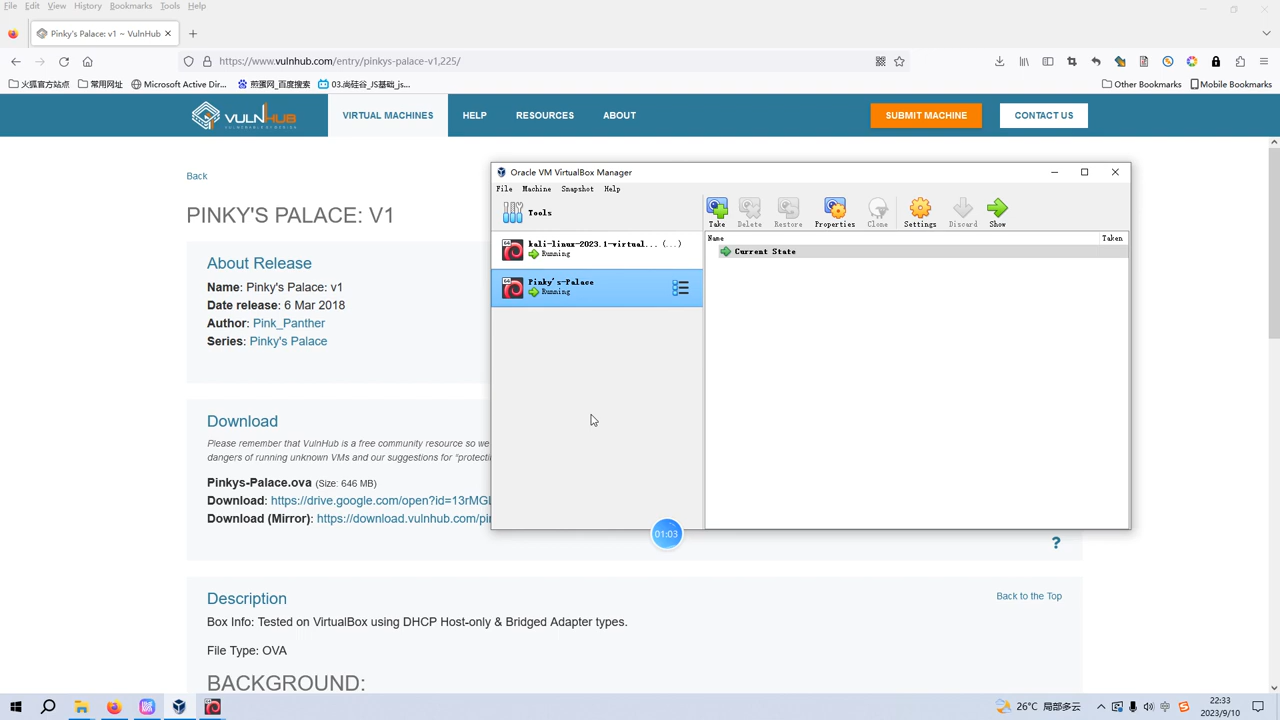 File Edit View History Bookmarks Tools Help
Pinky's Palace: v1 ~ VulnHub
https://www.vulnhub.com/entry/pinkys-palace-v1,225/
火狐官方站点 常用网址 Microsoft Active Dir... 煎蛋网_百度搜索 03.尚硅谷_JS基础_js... Other Bookmarks Mobile Bookmarks
VULNHUB VIRTUAL MACHINES HELP RESOURCES ABOUT SUBMIT MACHINE CONTACT US
VULNERABLE BY DESIGN
Back
PINKY'S PALACE: V1
About Release
Name: Pinky's Palace: v1
Date release: 6 Mar 2018
Author: Pink_Panther
Series: Pinky's Palace
Download
Please remember that VulnHub is a free community resource so we
dangers of running unknown VMs and our suggestions for “protecti
Pinkys-Palace.ova (Size: 646 MB)
Download: https://drive.google.com/open?id=13rMGL
Download (Mirror): https://download.vulnhub.com/pin
?
Description
Back to the Top
Box Info: Tested on VirtualBox using DHCP Host-only & Bridged Adapter types.
File Type: OVA
BACKGROUND:
Oracle VM VirtualBox Manager
File Machine Snapshot Help
Tools
Take Delete Restore Properties Clone Settings Discard Show
Name Taken
Current State
kali-linux-2023.1-virtual... (...)
Running
Pinky's-Palace
Running
01:03
26°C 局部多云 中 22:33
2023/9/10